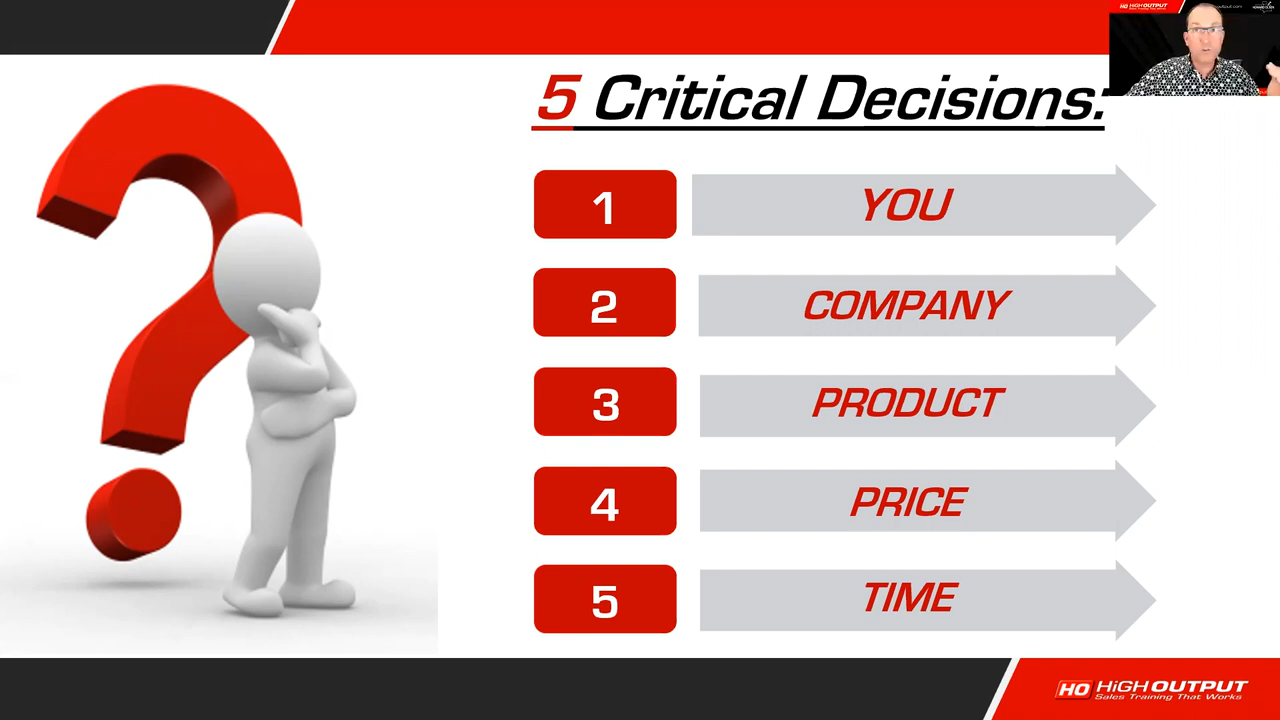 HO HIGH OUTPUT
5 Critical Decisions:
1 YOU
2 COMPANY
3 PRODUCT
4 PRICE
5 TIME
HO HIGH OUTPUT
Sales Training That Works